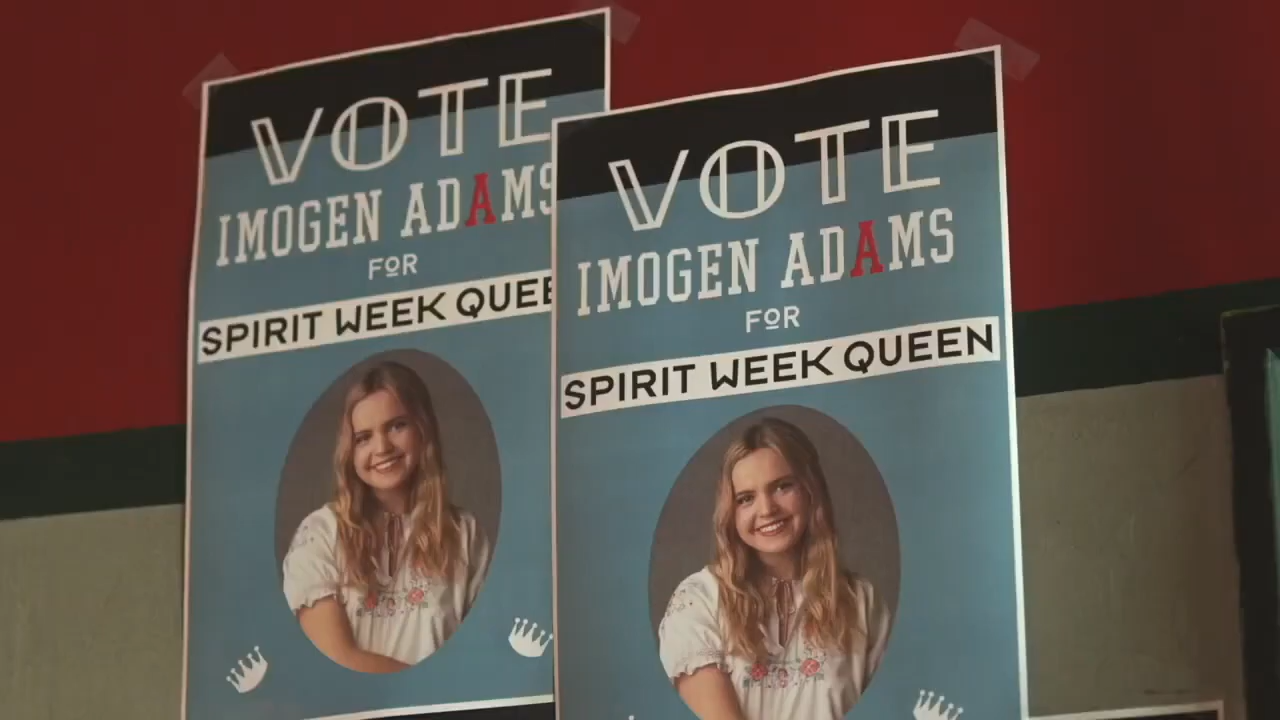 VOTE
IMOGEN ADAMS
FOR
SPIRIT WEEK QUEE
VOTE
IMOGEN ADAMS
FOR
SPIRIT WEEK QUEEN